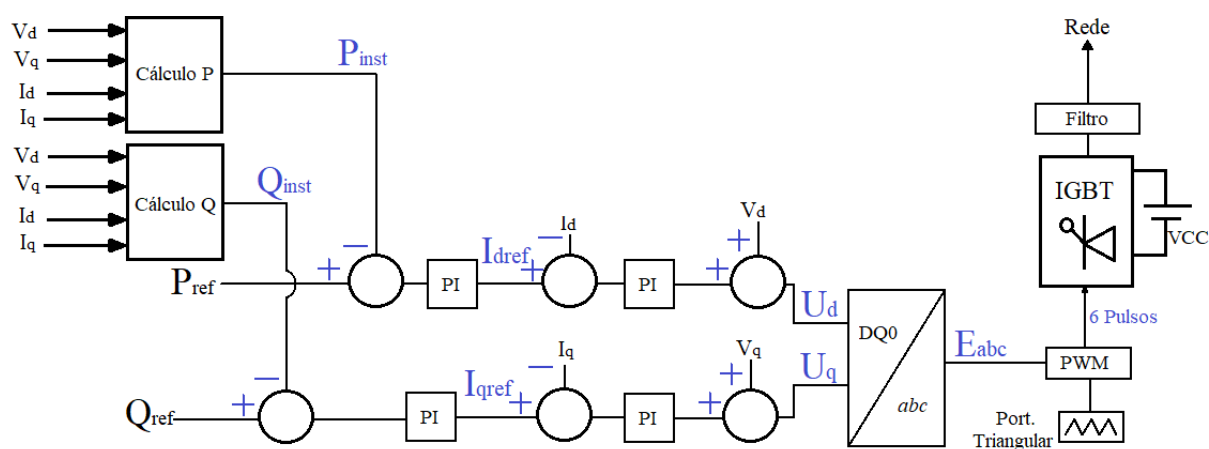 Vd
Vq
Id
Iq
Cálculo P
Pinst
Vd
Vq
Id
Iq
Cálculo Q
Qinst
Pref
+
−
PI
Idref
+
−
Id
PI
+
+
Vd
Ud
Qref
+
−
PI
Iqref
+
−
Iq
PI
+
+
Vq
Uq
DQ0
abc
Eabc
Rede
Filtro
IGBT
VCC
6 Pulsos
PWM
Port.
Triangular